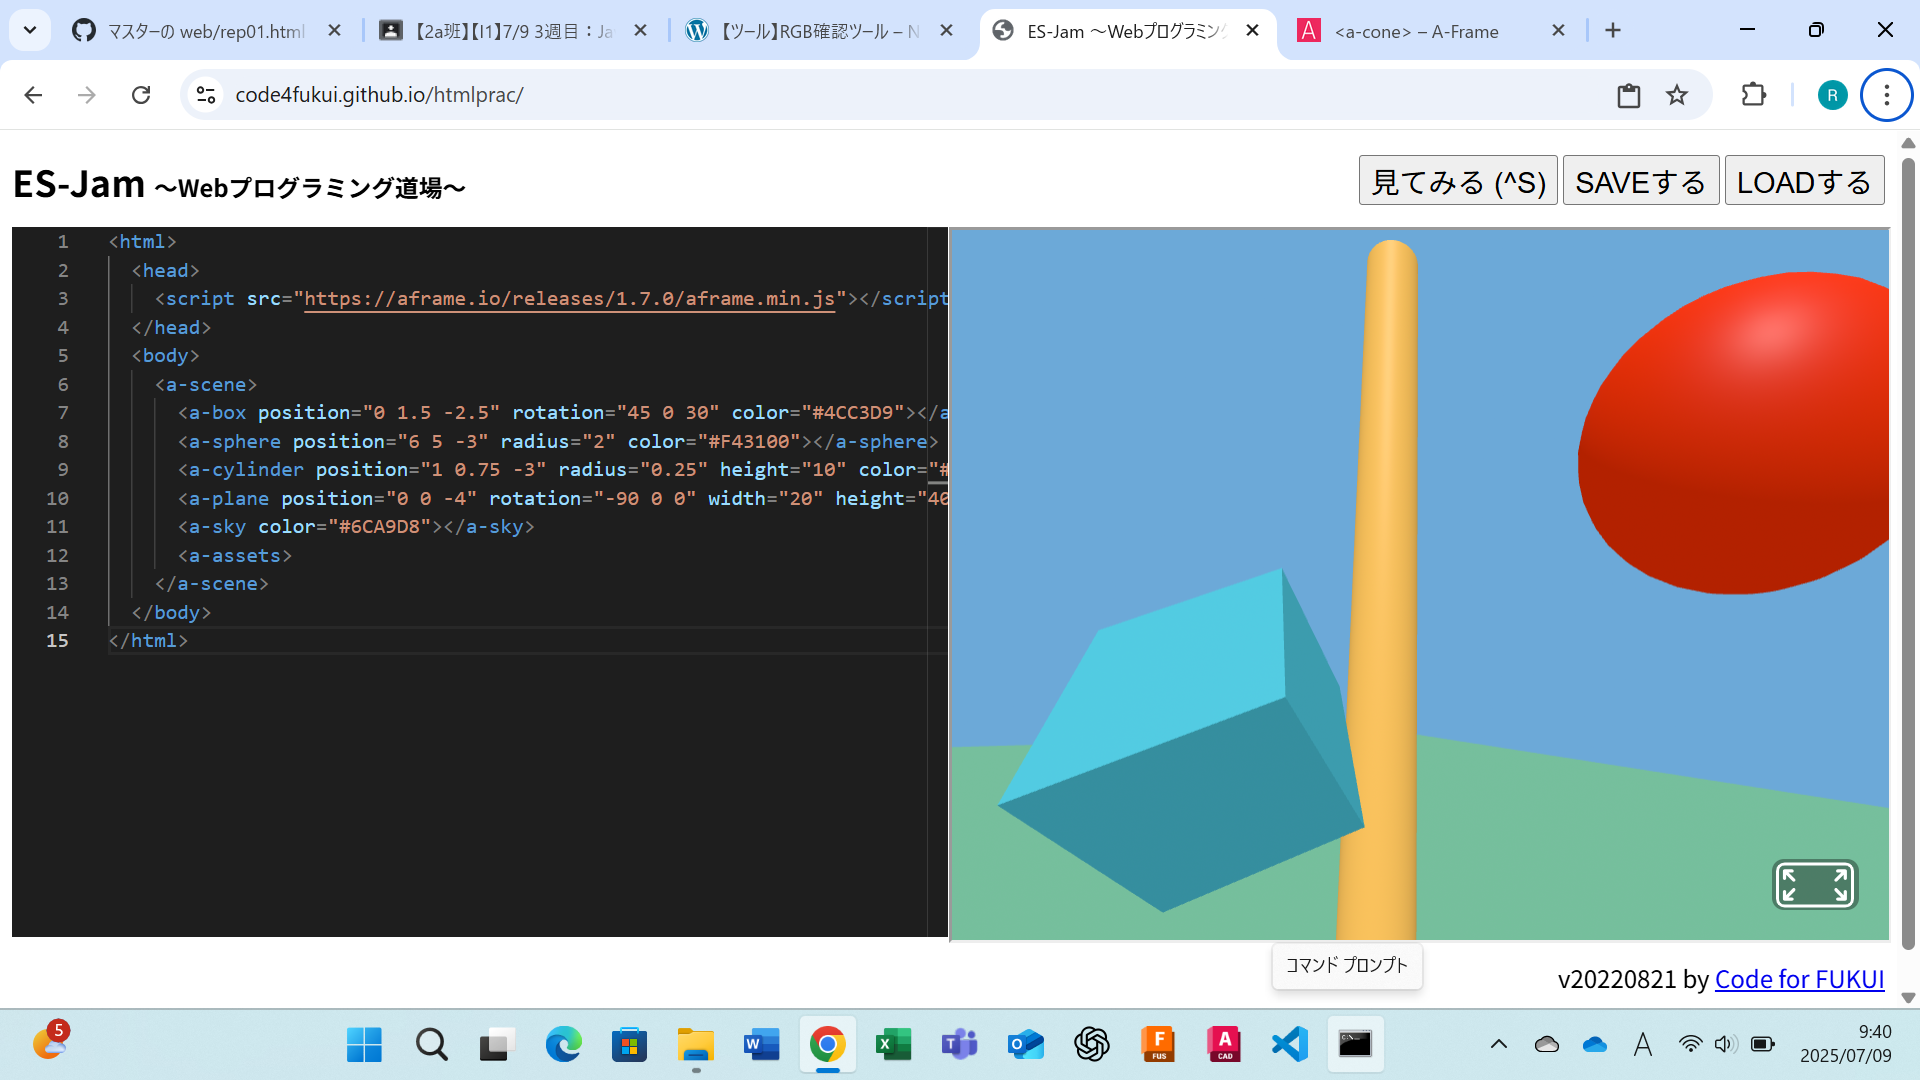 マスターの web/rep01.html
【2a班】【I1】7/9 3週目：Ja
【ツール】RGB確認ツール – N
ES-Jam ～Webプログラミング
<a-cone> – A-Frame
code4fukui.github.io/htmlprac/
R
ES-Jam ～Webプログラミング道場～
見てみる (^S)
SAVEする
LOADする
1 <html>
2 <head>
3 <script src="https://aframe.io/releases/1.7.0/aframe.min.js"></script
4 </head>
5 <body>
6 <a-scene>
7 <a-box position="0 1.5 -2.5" rotation="45 0 30" color="#4CC3D9"></a
8 <a-sphere position="6 5 -3" radius="2" color="#F43100"></a-sphere>
9 <a-cylinder position="1 0.75 -3" radius="0.25" height="10" color="#
10 <a-plane position="0 0 -4" rotation="-90 0 0" width="20" height="40
11 <a-sky color="#6CA9D8"></a-sky>
12 <a-assets>
13 </a-scene>
14 </body>
15 </html>
コマンド プロンプト
v20220821 by Code for FUKUI
5
9:40
2025/07/09